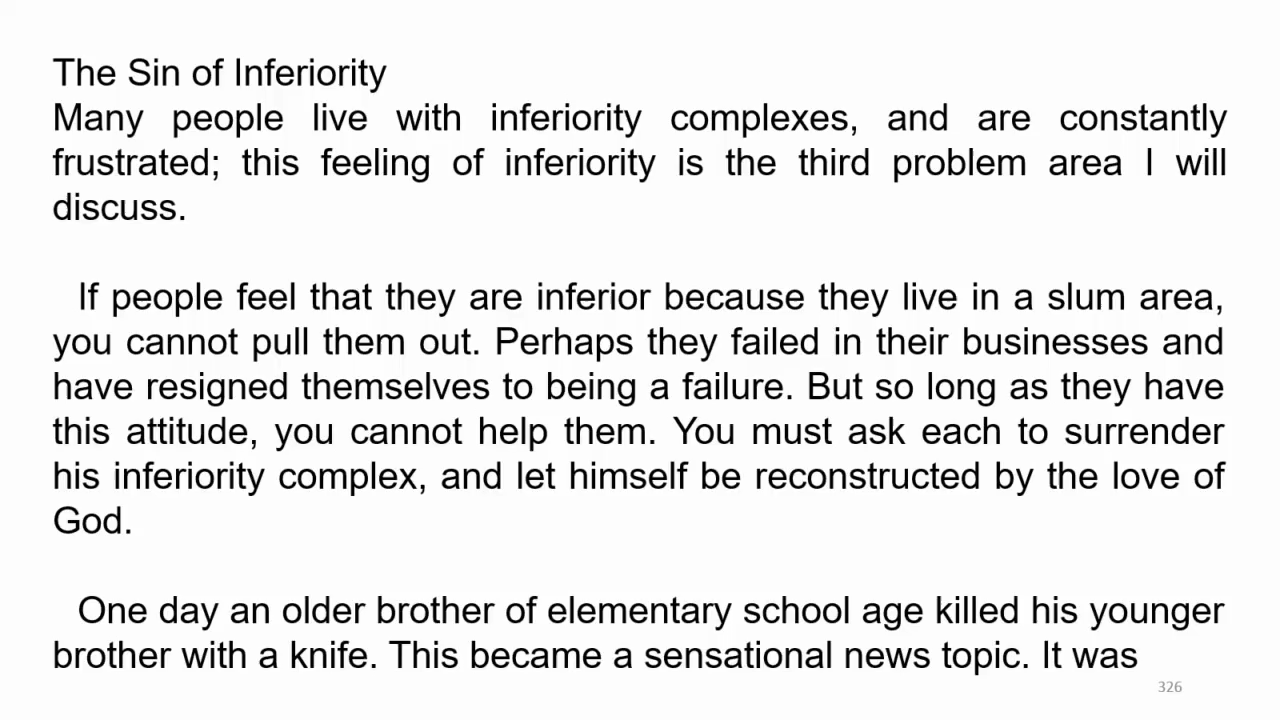 The Sin of Inferiority
Many people live with inferiority complexes, and are constantly
frustrated; this feeling of inferiority is the third problem area I will
discuss.
If people feel that they are inferior because they live in a slum area,
you cannot pull them out. Perhaps they failed in their businesses and
have resigned themselves to being a failure. But so long as they have
this attitude, you cannot help them. You must ask each to surrender
his inferiority complex, and let himself be reconstructed by the love of
God.
One day an older brother of elementary school age killed his younger
brother with a knife. This became a sensational news topic. It was
326